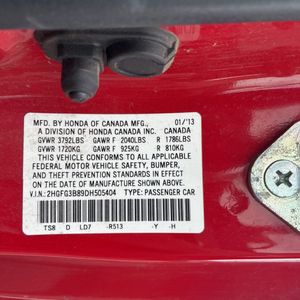 MFD. BY HONDA OF CANADA MFG., 01/13
A DIVISION OF HONDA CANADA INC. CANADA
GVWR 3792LBS GAWR F 2040LBS R 1786LBS
GVWR 1720KG GAWR F 925KG R 810KG
THIS VEHICLE CONFORMS TO ALL APPLICABLE
FEDERAL MOTOR VEHICLE SAFETY, BUMPER,
AND THEFT PREVENTION STANDARDS IN EFFECT
ON THE DATE OF MANUFACTURE SHOWN ABOVE.
V.I.N.: 2HGFG3B89DH505404 TYPE: PASSENGER CAR
TS8 D LD7 -R513 -Y -H